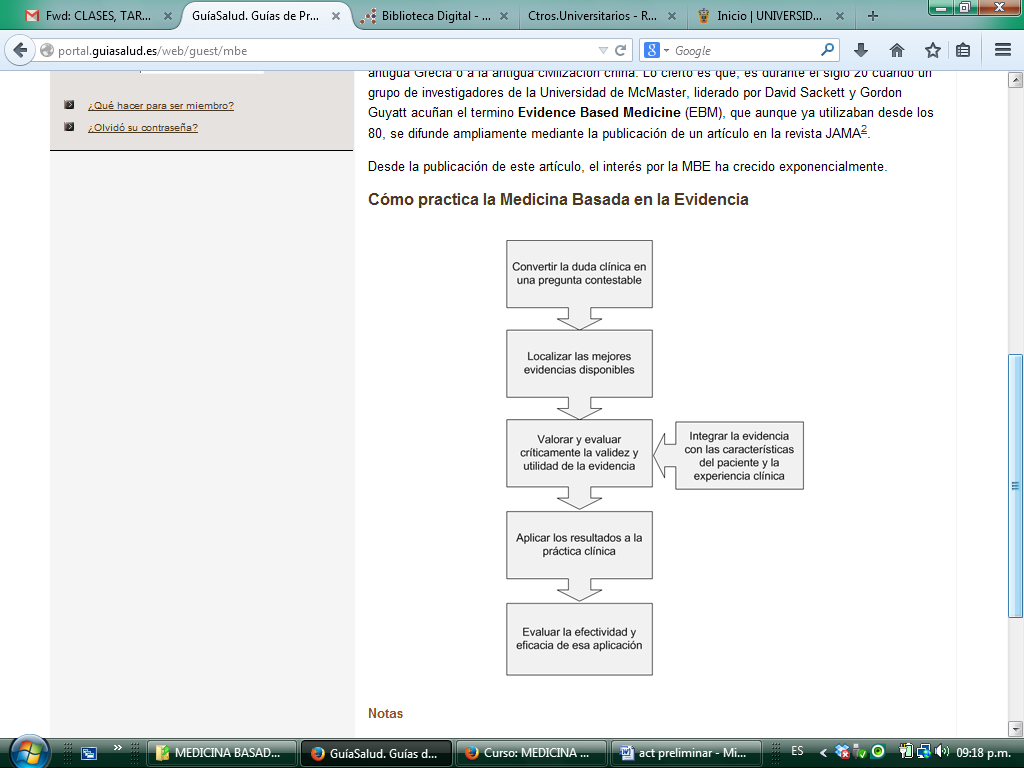 Fwd: CLASES, TAR...
GuíaSalud. Guías de Pr...
Biblioteca Digital - ...
Ctros.Universitarios - R...
Inicio | UNIVERSID...
portal.guiasalud.es/web/guest/mbe
Google
¿Qué hacer para ser miembro?
¿Olvidó su contraseña?
antigua Grecia o a la antigua civilización china. Lo cierto es que, es durante el siglo 20 cuando un
grupo de investigadores de la Universidad de McMaster, liderado por David Sackett y Gordon
Guyatt acuñan el termino Evidence Based Medicine (EBM), que aunque ya utilizaban desde los
80, se difunde ampliamente mediante la publicación de un artículo en la revista JAMA2.
Desde la publicación de este artículo, el interés por la MBE ha crecido exponencialmente.
Cómo practica la Medicina Basada en la Evidencia
Convertir la duda clínica en
una pregunta contestable
Localizar las mejores
evidencias disponibles
Valorar y evaluar
críticamente la validez y
utilidad de la evidencia
Integrar la evidencia
con las características
del paciente y la
experiencia clínica
Aplicar los resultados a la
práctica clínica
Evaluar la efectividad y
eficacia de esa aplicación
Notas
MEDICINA BASAD...
GuíaSalud. Guías d...
Curso: MEDICINA ...
act preliminar - Mi...
ES
09:18 p.m.